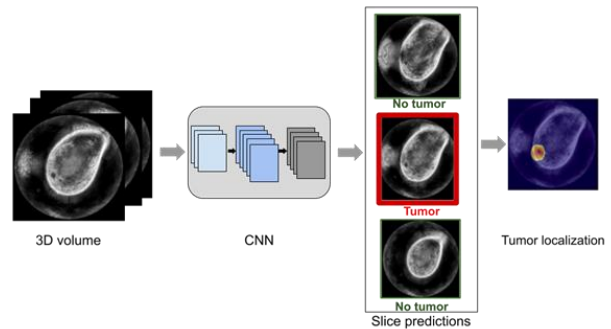 No tumor
Tumor
No tumor
3D volume
CNN
Slice predictions
Tumor localization